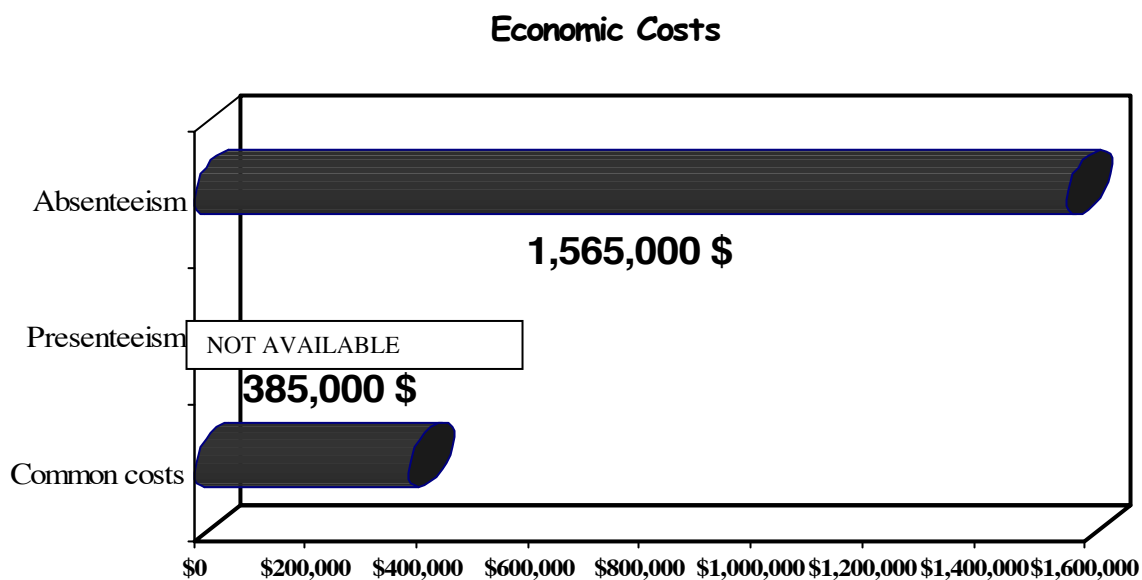 Economic Costs
Absenteeism
1,565,000 $
Presenteeism
NOT AVAILABLE
385,000 $
Common costs
$0 $200,000 $400,000 $600,000 $800,000 $1,000,000 $1,200,000 $1,400,000 $1,600,000